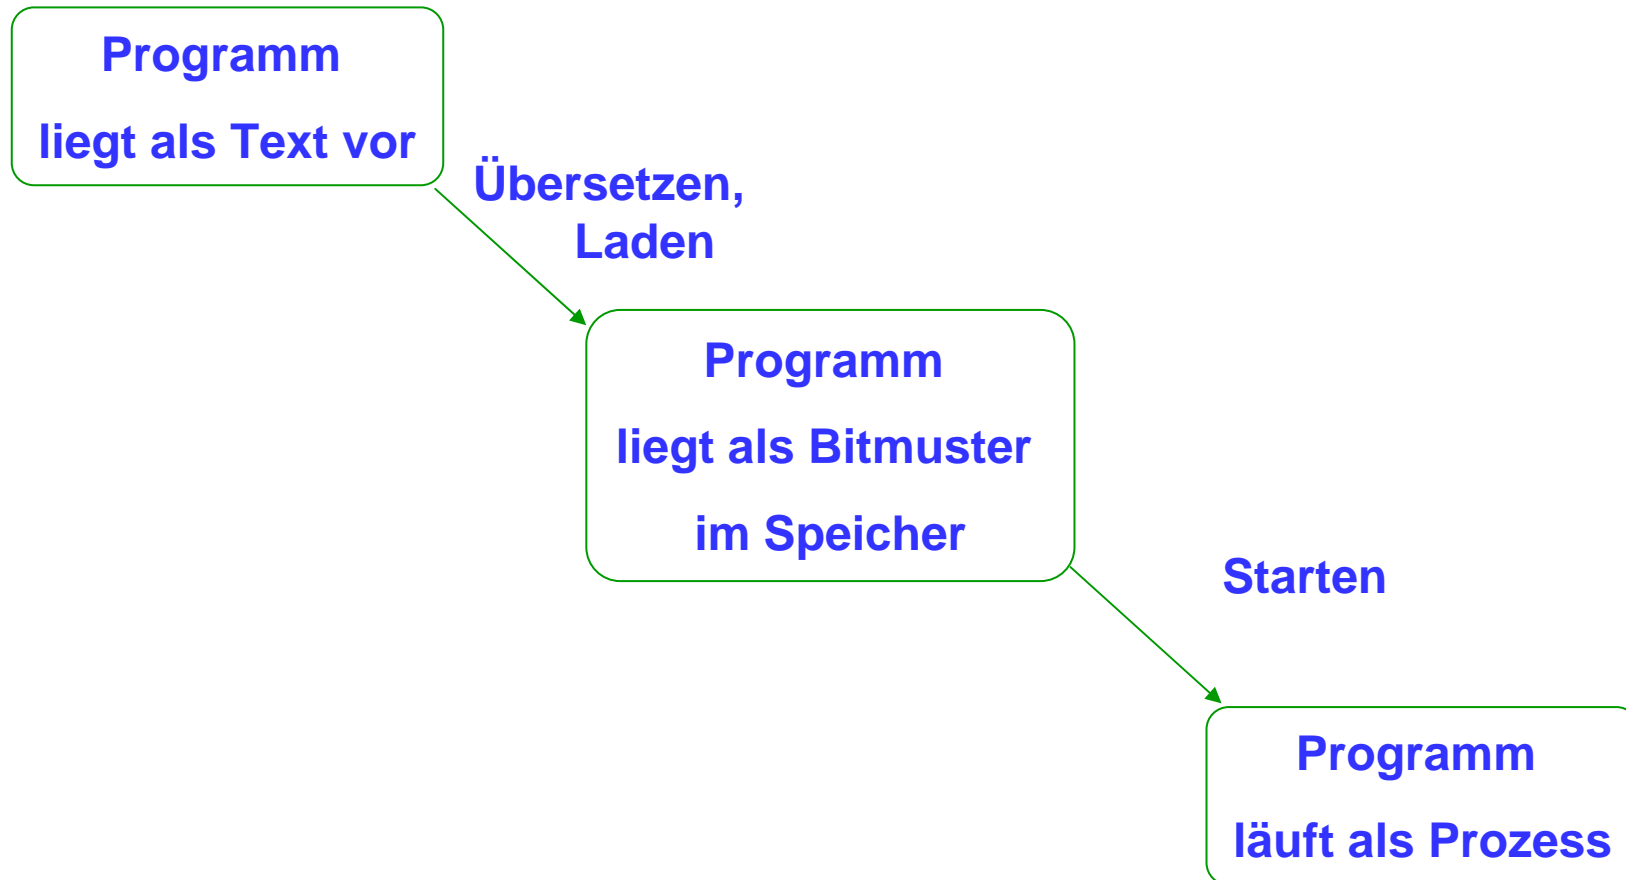 Programm
liegt als Text vor
Übersetzen,
Laden
Programm
liegt als Bitmuster
im Speicher
Starten
Programm
läuft als Prozess